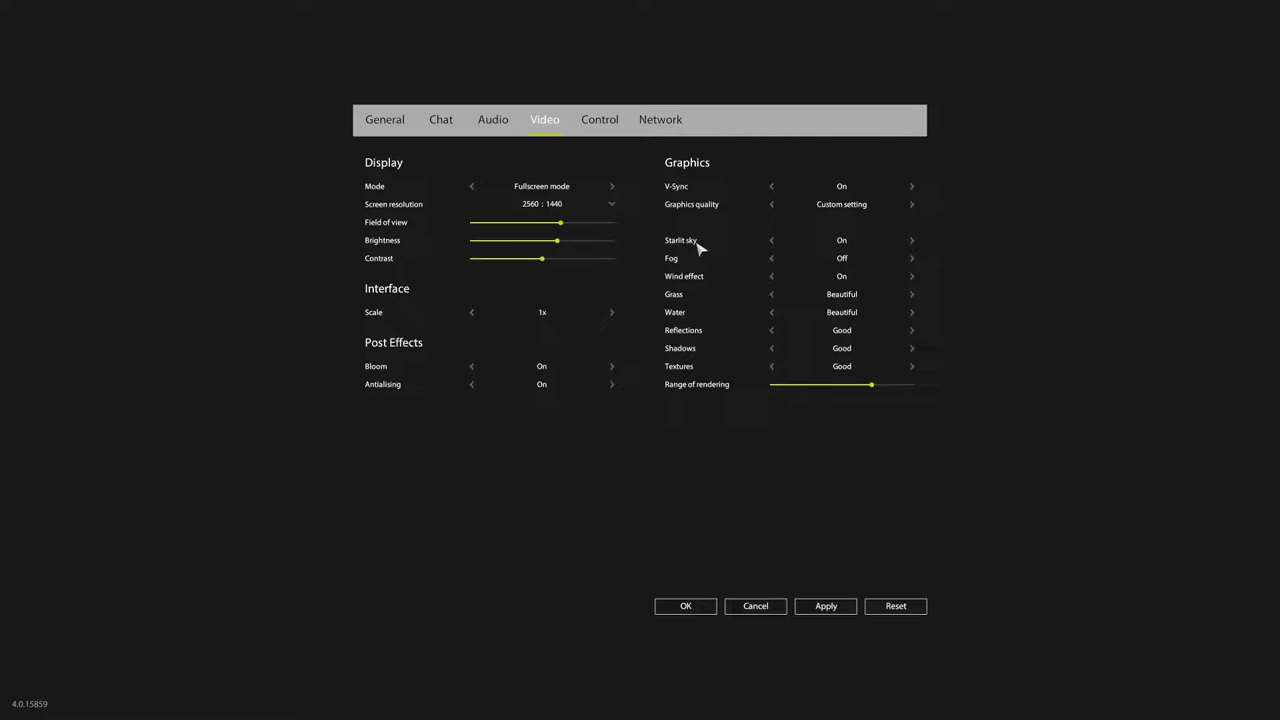 General Chat Audio Video Control Network
Display
Mode Fullscreen mode
Screen resolution 2560 : 1440
Field of view
Brightness
Contrast
Interface
Scale 1x
Post Effects
Bloom On
Antialising On
Graphics
V-Sync On
Graphics quality Custom setting
Starlit sky On
Fog Off
Wind effect On
Grass Beautiful
Water Beautiful
Reflections Good
Shadows Good
Textures Good
Range of rendering
OK Cancel Apply Reset
4.0.15859